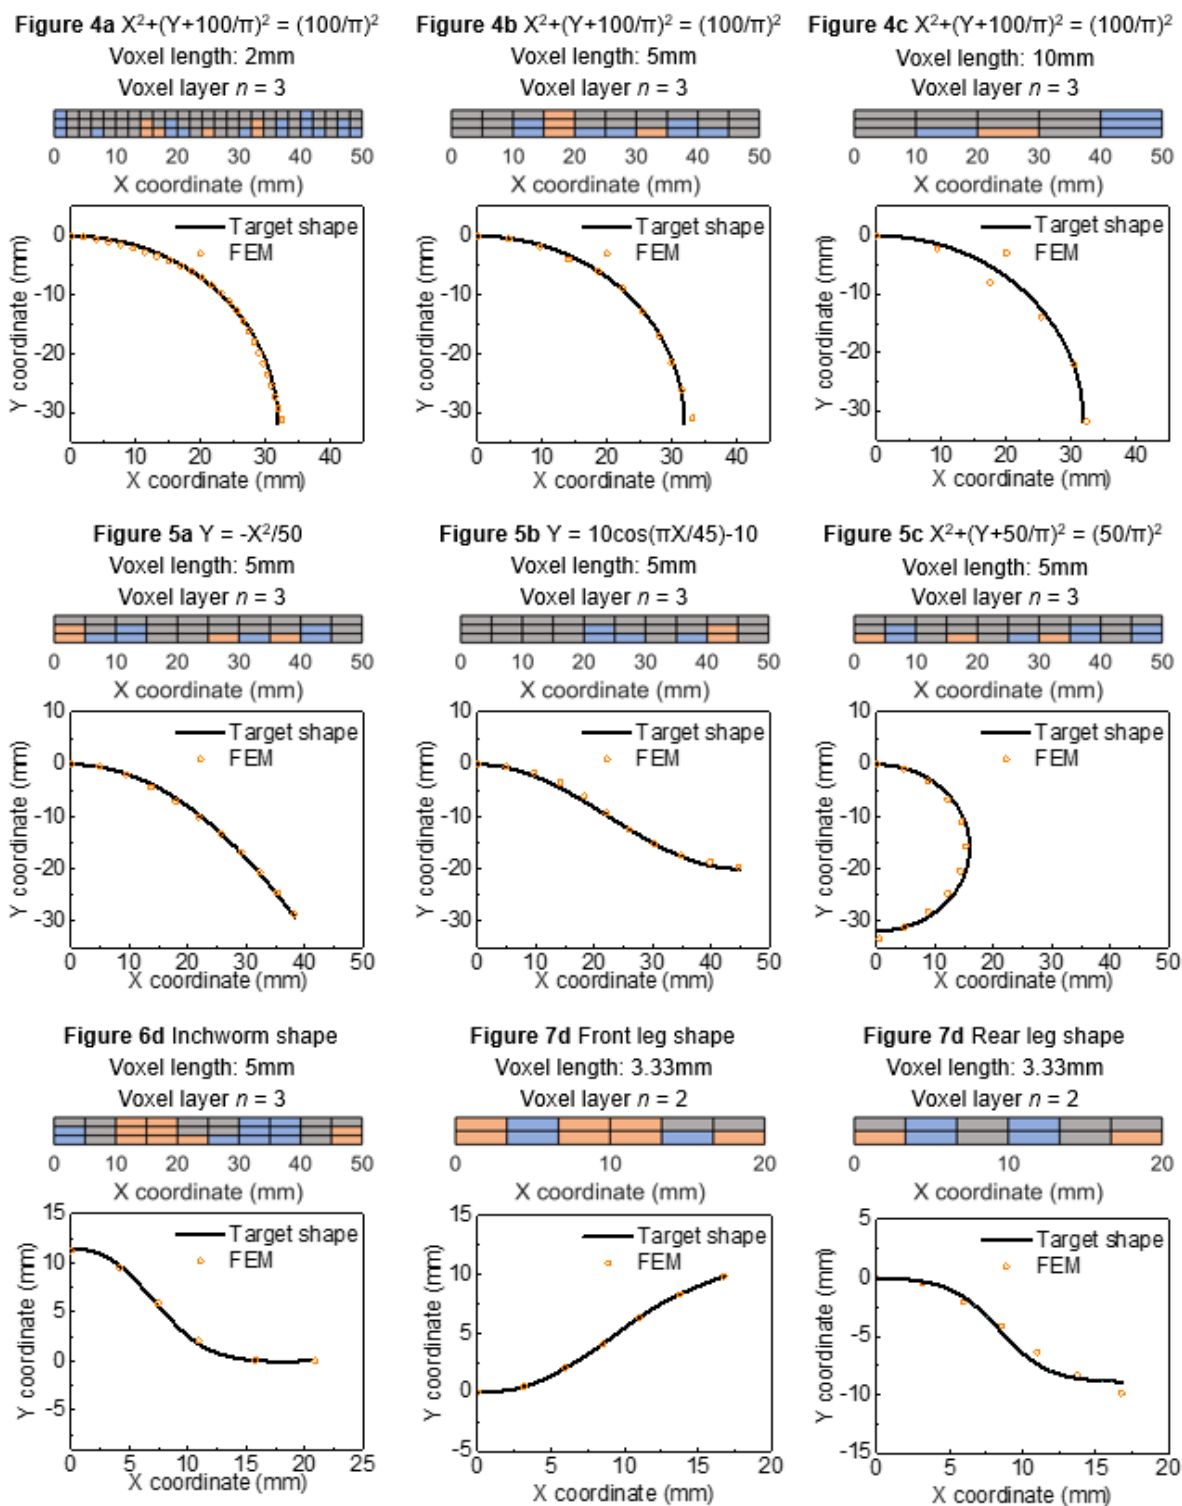 Figure 4a X²+(Y+100/π)² = (100/π)²
Voxel length: 2mm
Voxel layer n = 3
0 10 20 30 40 50
X coordinate (mm)
Target shape
FEM
0
-10
-20
-30
Y coordinate (mm)
0 10 20 30 40
X coordinate (mm)
Figure 4b X²+(Y+100/π)² = (100/π)²
Voxel length: 5mm
Voxel layer n = 3
0 10 20 30 40 50
X coordinate (mm)
Target shape
FEM
0
-10
-20
-30
Y coordinate (mm)
0 10 20 30 40
X coordinate (mm)
Figure 4c X²+(Y+100/π)² = (100/π)²
Voxel length: 10mm
Voxel layer n = 3
0 10 20 30 40 50
X coordinate (mm)
Target shape
FEM
0
-10
-20
-30
Y coordinate (mm)
0 10 20 30 40
X coordinate (mm)
Figure 5a Y = -X²/50
Voxel length: 5mm
Voxel layer n = 3
0 10 20 30 40 50
X coordinate (mm)
Target shape
FEM
10
0
-10
-20
-30
Y coordinate (mm)
0 10 20 30 40 50
X coordinate (mm)
Figure 5b Y = 10cos(πX/45)-10
Voxel length: 5mm
Voxel layer n = 3
0 10 20 30 40 50
X coordinate (mm)
Target shape
FEM
10
0
-10
-20
-30
Y coordinate (mm)
0 10 20 30 40 50
X coordinate (mm)
Figure 5c X²+(Y+50/π)² = (50/π)²
Voxel length: 5mm
Voxel layer n = 3
0 10 20 30 40 50
X coordinate (mm)
Target shape
FEM
10
0
-10
-20
-30
Y coordinate (mm)
0 10 20 30 40 50
X coordinate (mm)
Figure 6d Inchworm shape
Voxel length: 5mm
Voxel layer n = 3
0 10 20 30 40 50
X coordinate (mm)
Target shape
FEM
15
10
5
0
-5
Y coordinate (mm)
0 5 10 15 20 25
X coordinate (mm)
Figure 7d Front leg shape
Voxel length: 3.33mm
Voxel layer n = 2
0 10 20
X coordinate (mm)
Target shape
FEM
15
10
5
0
-5
Y coordinate (mm)
0 5 10 15 20
X coordinate (mm)
Figure 7d Rear leg shape
Voxel length: 3.33mm
Voxel layer n = 2
0 10 20
X coordinate (mm)
Target shape
FEM
5
0
-5
-10
-15
Y coordinate (mm)
0 5 10 15 20
X coordinate (mm)